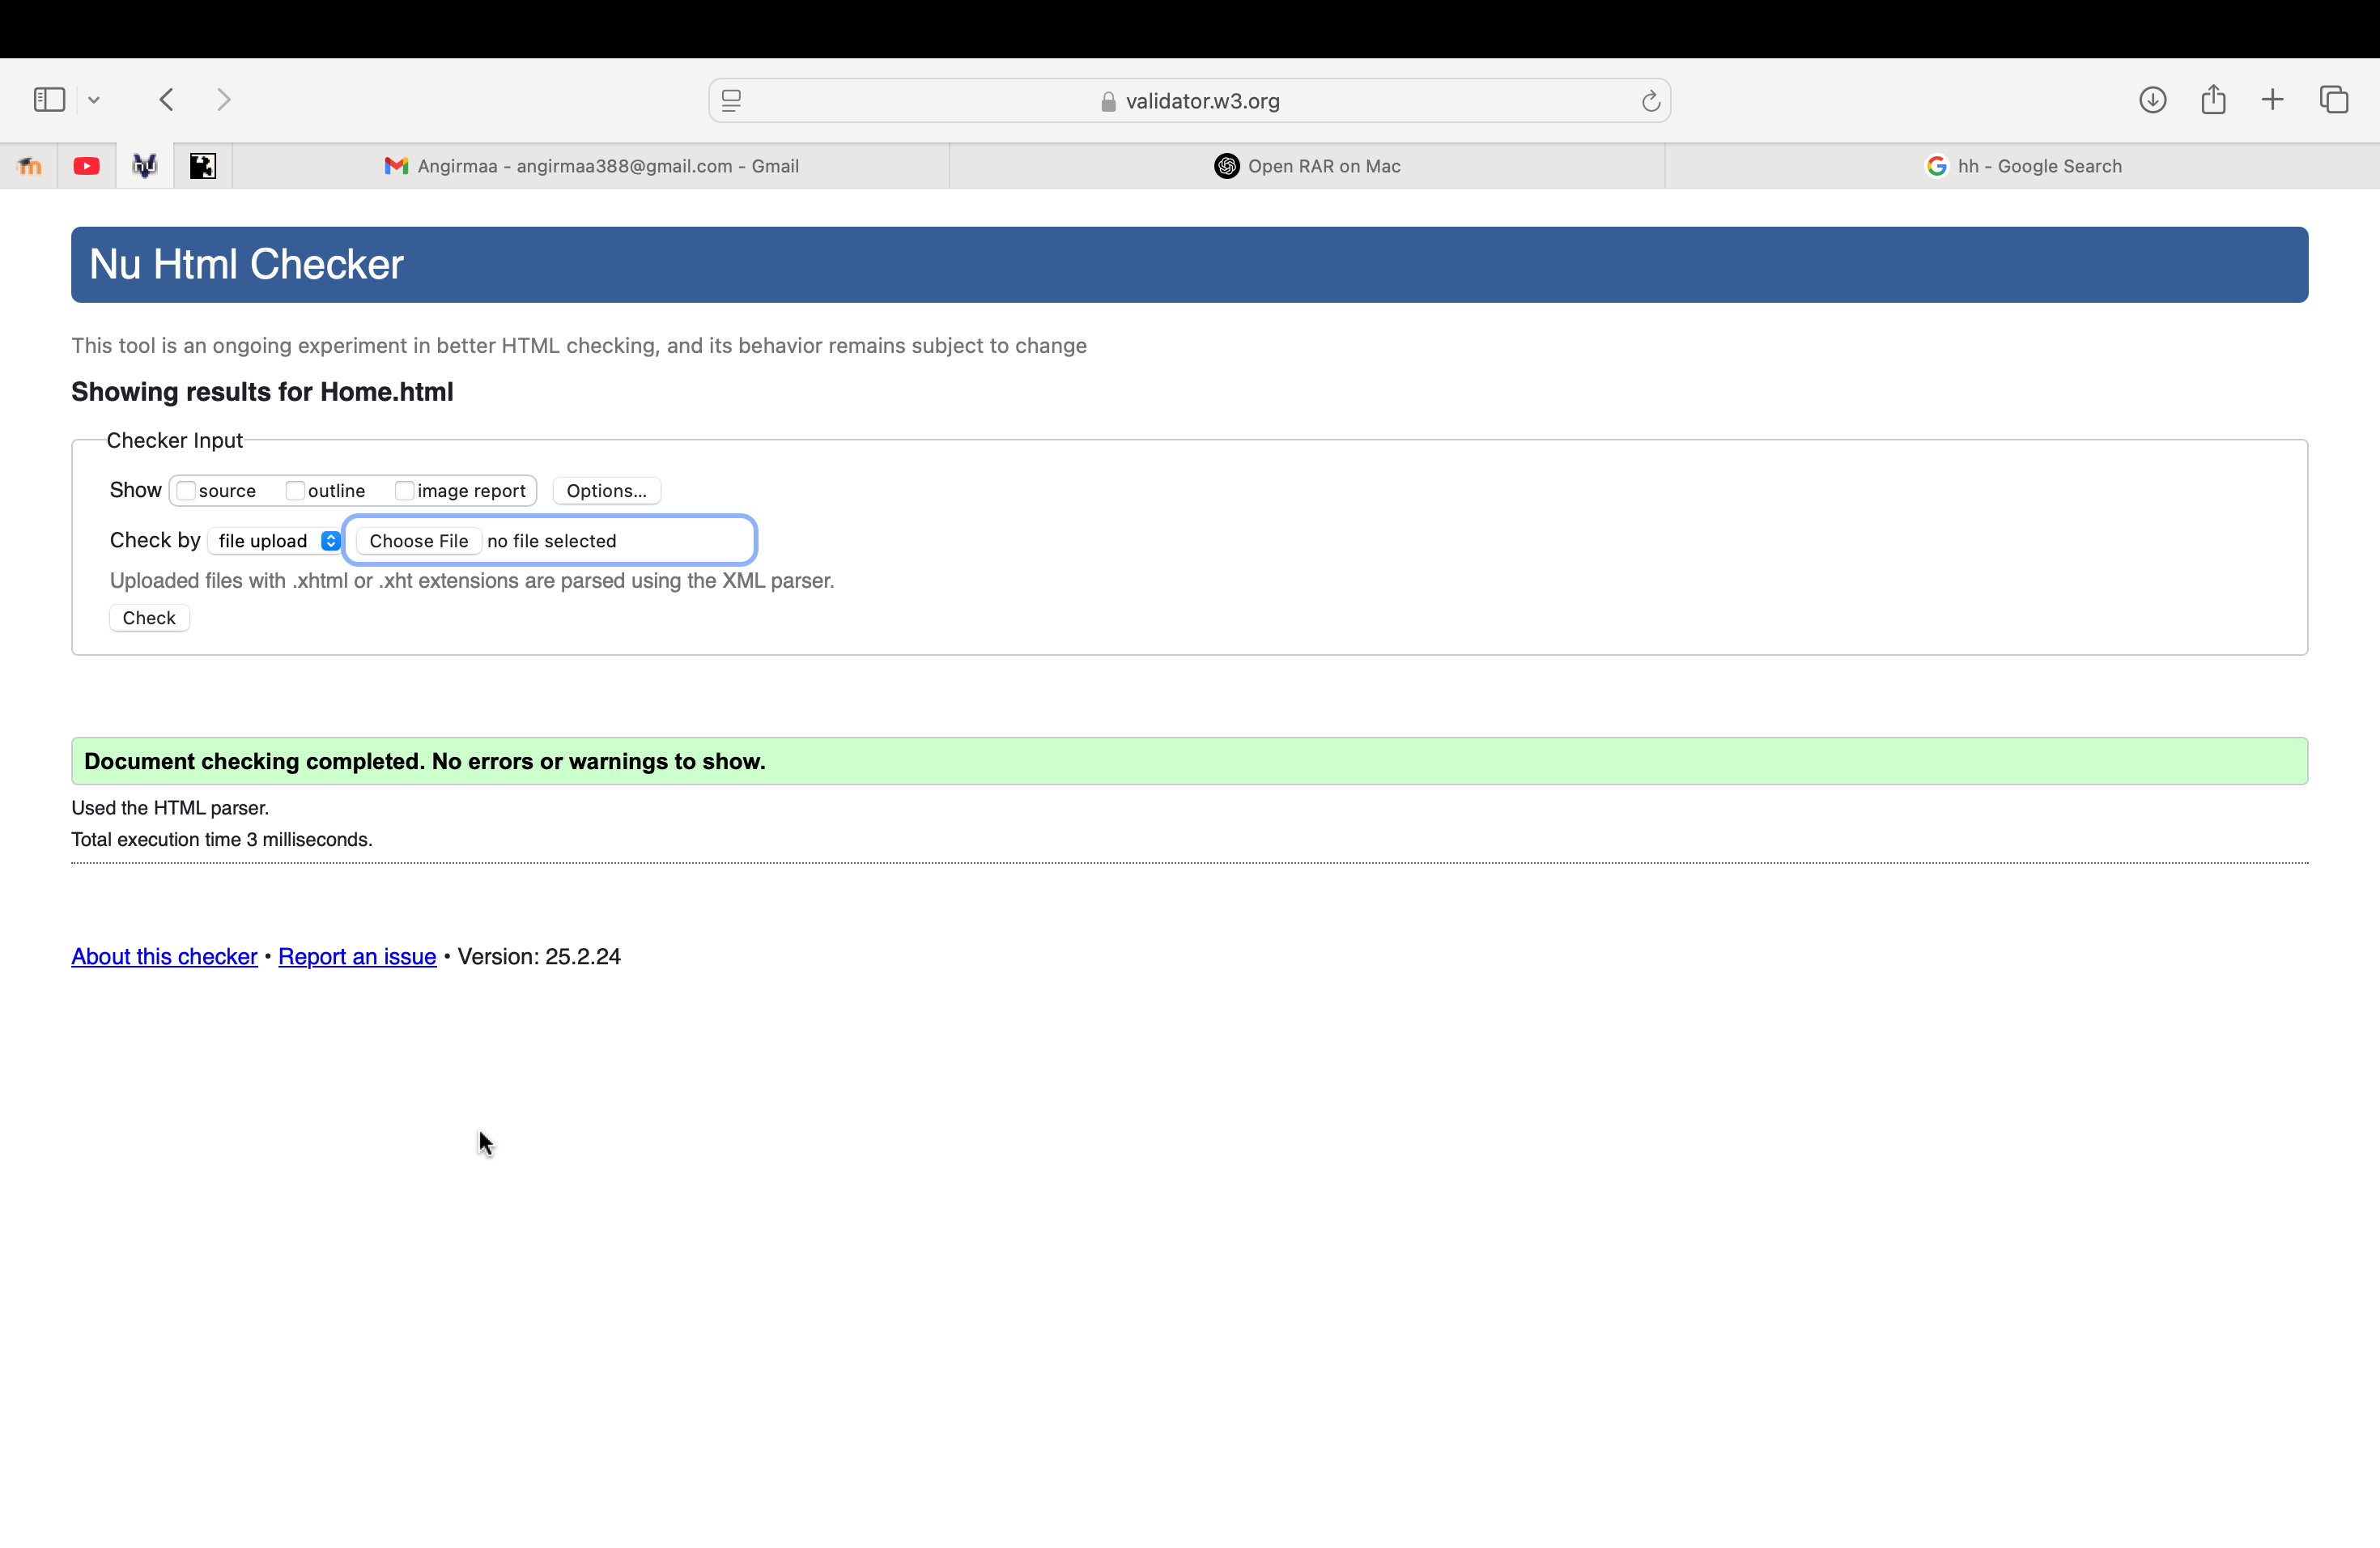 validator.w3.org
m
nu
Angirmaa - angirmaa388@gmail.com - Gmail
Open RAR on Mac
hh - Google Search
Nu Html Checker
This tool is an ongoing experiment in better HTML checking, and its behavior remains subject to change
Showing results for Home.html
Checker Input
Show source outline image report Options...
Check by file upload Choose File no file selected
Uploaded files with .xhtml or .xht extensions are parsed using the XML parser.
Check
Document checking completed. No errors or warnings to show.
Used the HTML parser.
Total execution time 3 milliseconds.
About this checker • Report an issue • Version: 25.2.24